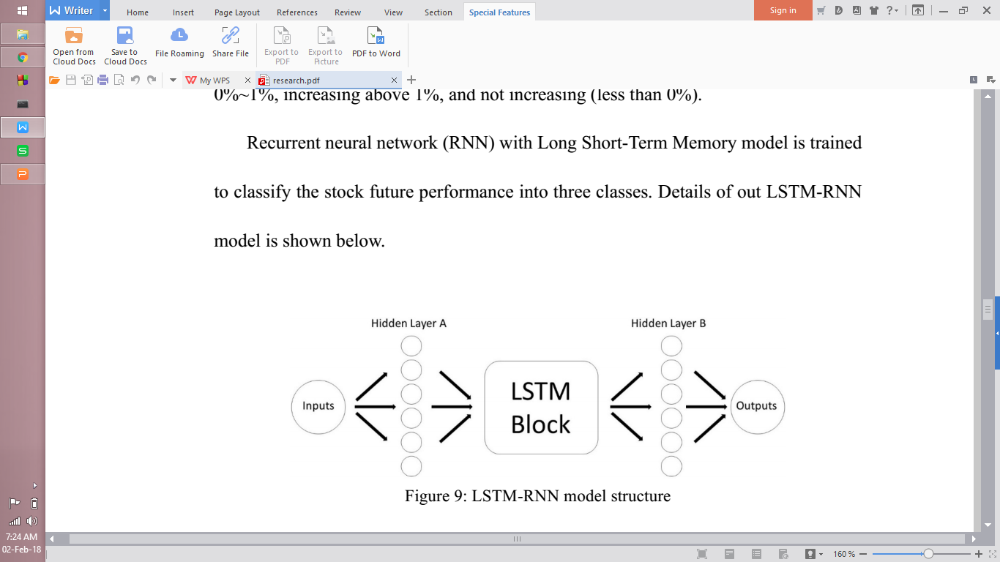 Writer
Home Insert Page Layout References Review View Section Special Features
Sign in
Open from Cloud Docs
Save to Cloud Docs
File Roaming
Share File
Export to PDF
Export to Picture
PDF to Word
My WPS
research.pdf
0%~1%, increasing above 1%, and not increasing (less than 0%).
Recurrent neural network (RNN) with Long Short-Term Memory model is trained
to classify the stock future performance into three classes. Details of out LSTM-RNN
model is shown below.
Hidden Layer A
Hidden Layer B
Inputs
LSTM
Block
Outputs
Figure 9: LSTM-RNN model structure
7:24 AM
02-Feb-18
160 %